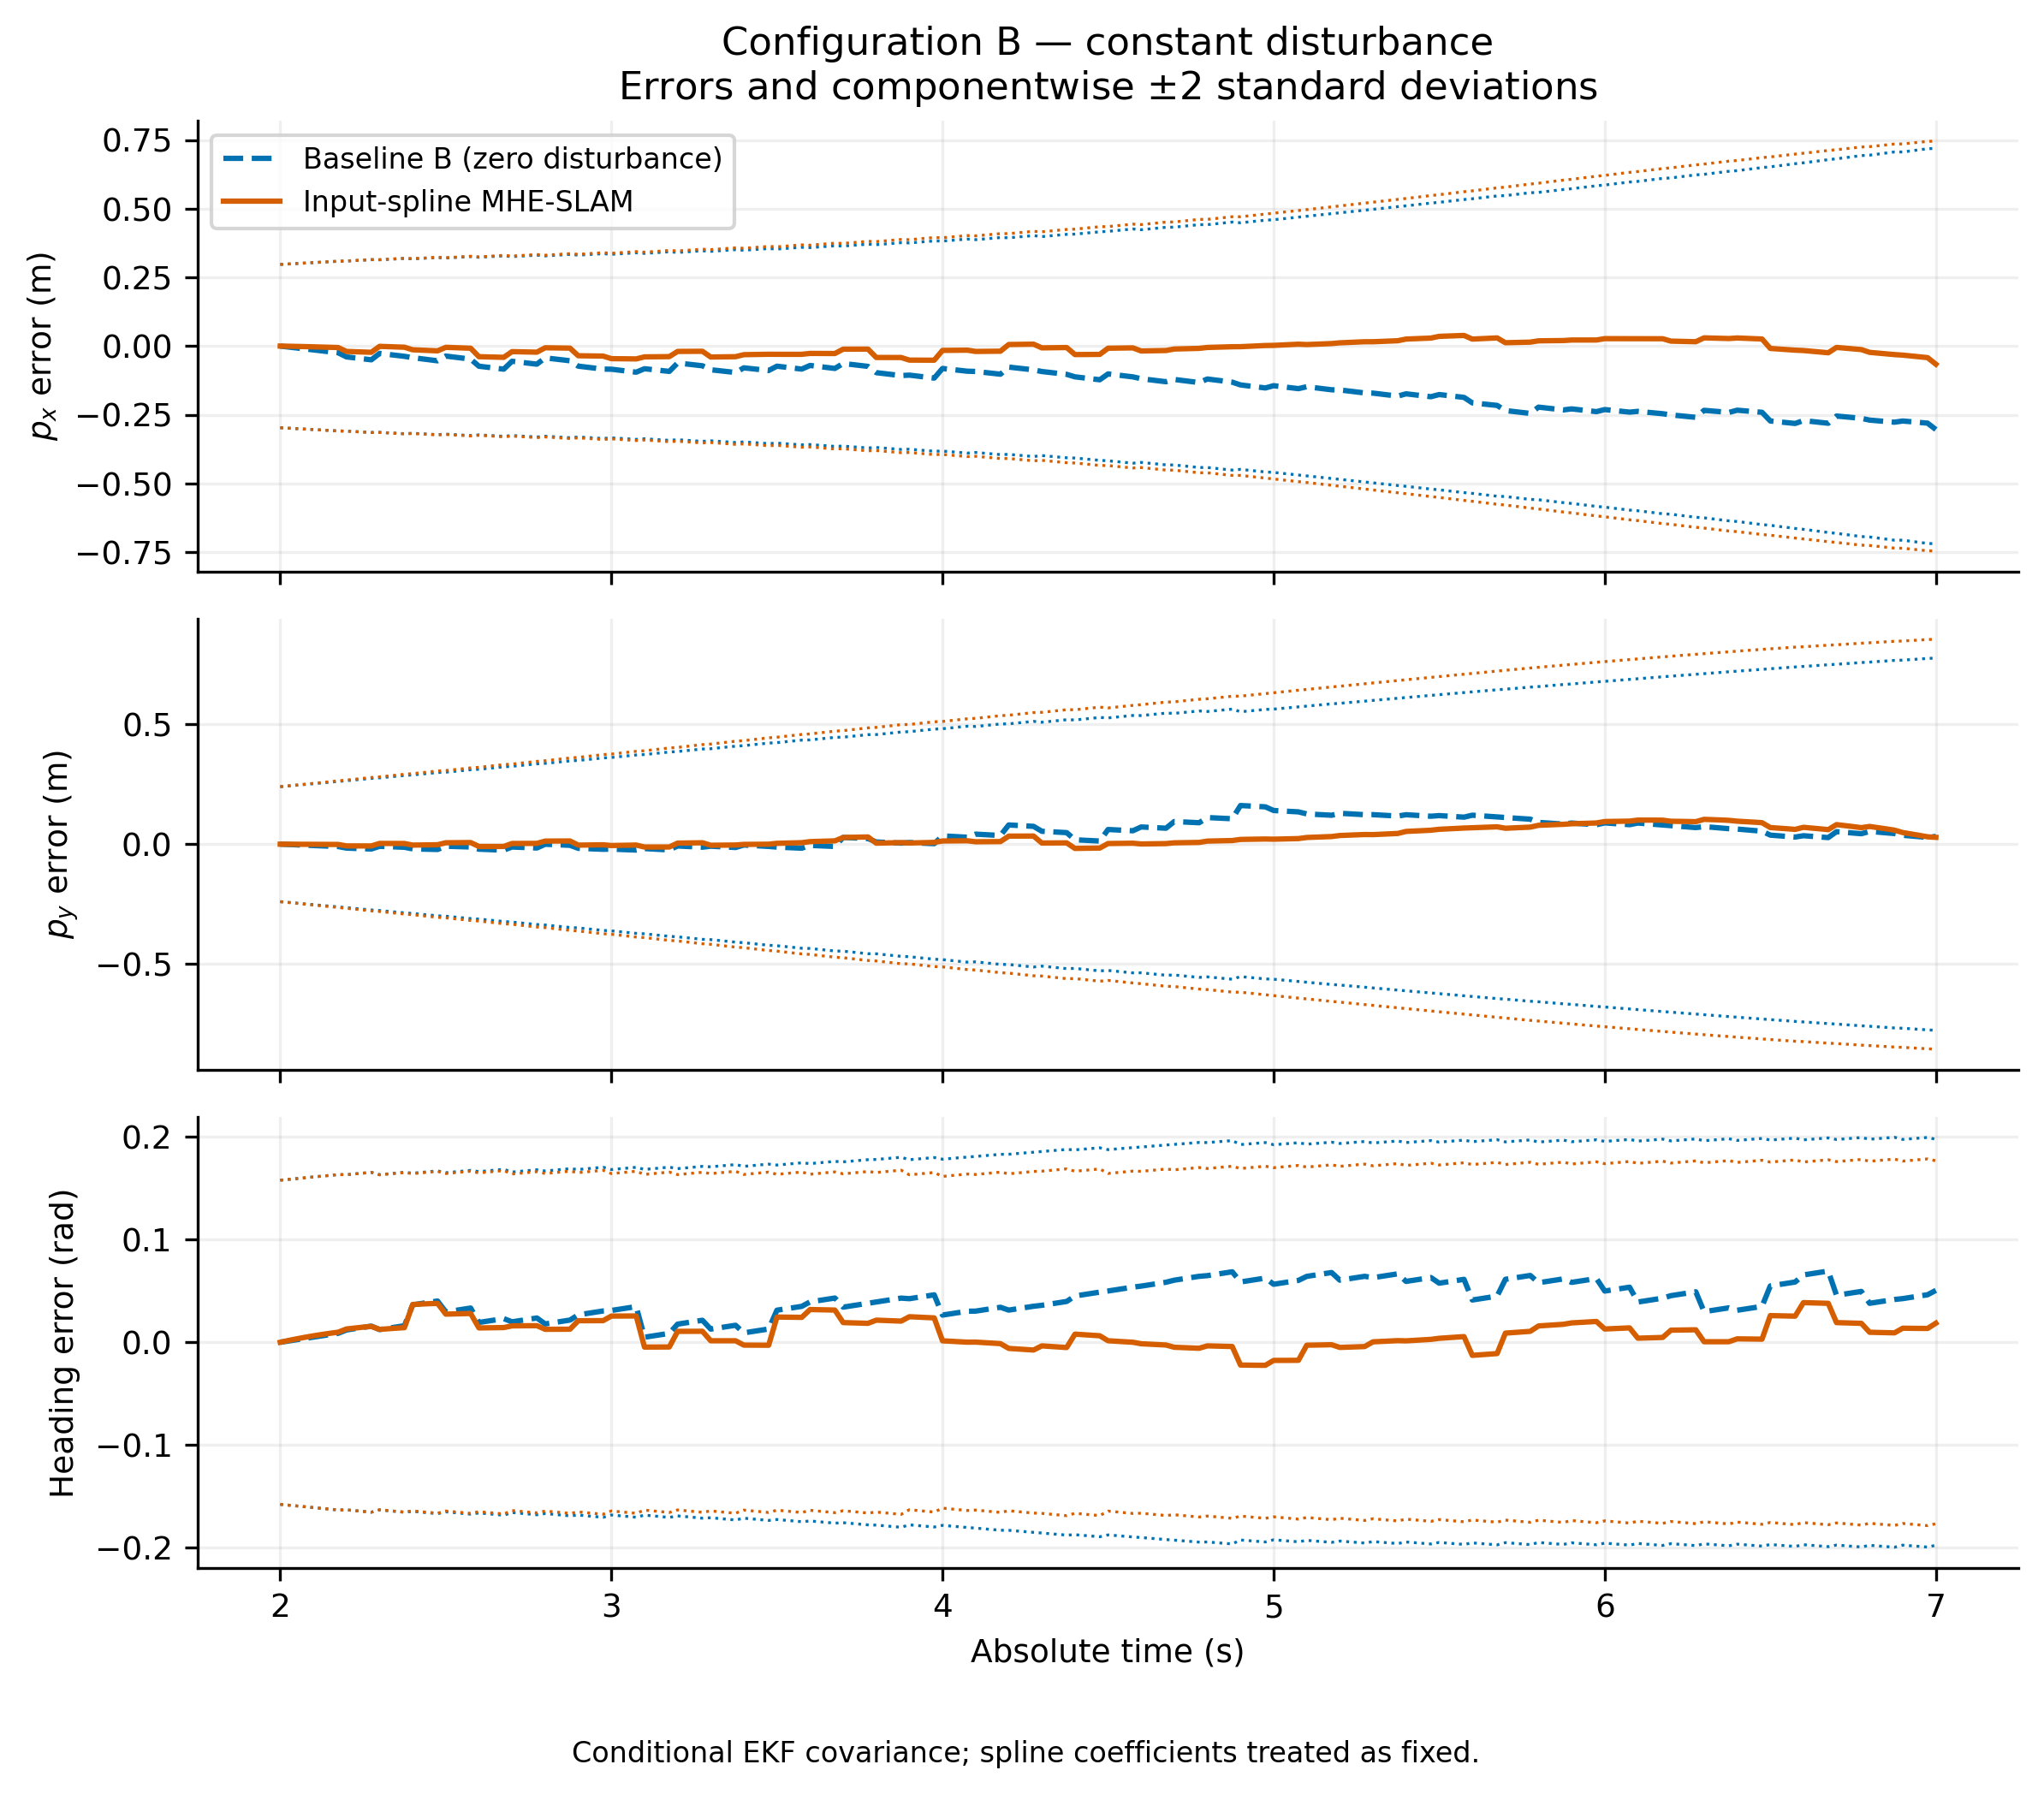 Configuration B — constant disturbance
Errors and componentwise ±2 standard deviations
Baseline B (zero disturbance)
Input-spline MHE-SLAM
0.75
0.50
0.25
0.00
−0.25
−0.50
−0.75
pₓ error (m)
0.5
0.0
−0.5
p_y error (m)
0.2
0.1
0.0
−0.1
−0.2
Heading error (rad)
2 3 4 5 6 7
Absolute time (s)
Conditional EKF covariance; spline coefficients treated as fixed.